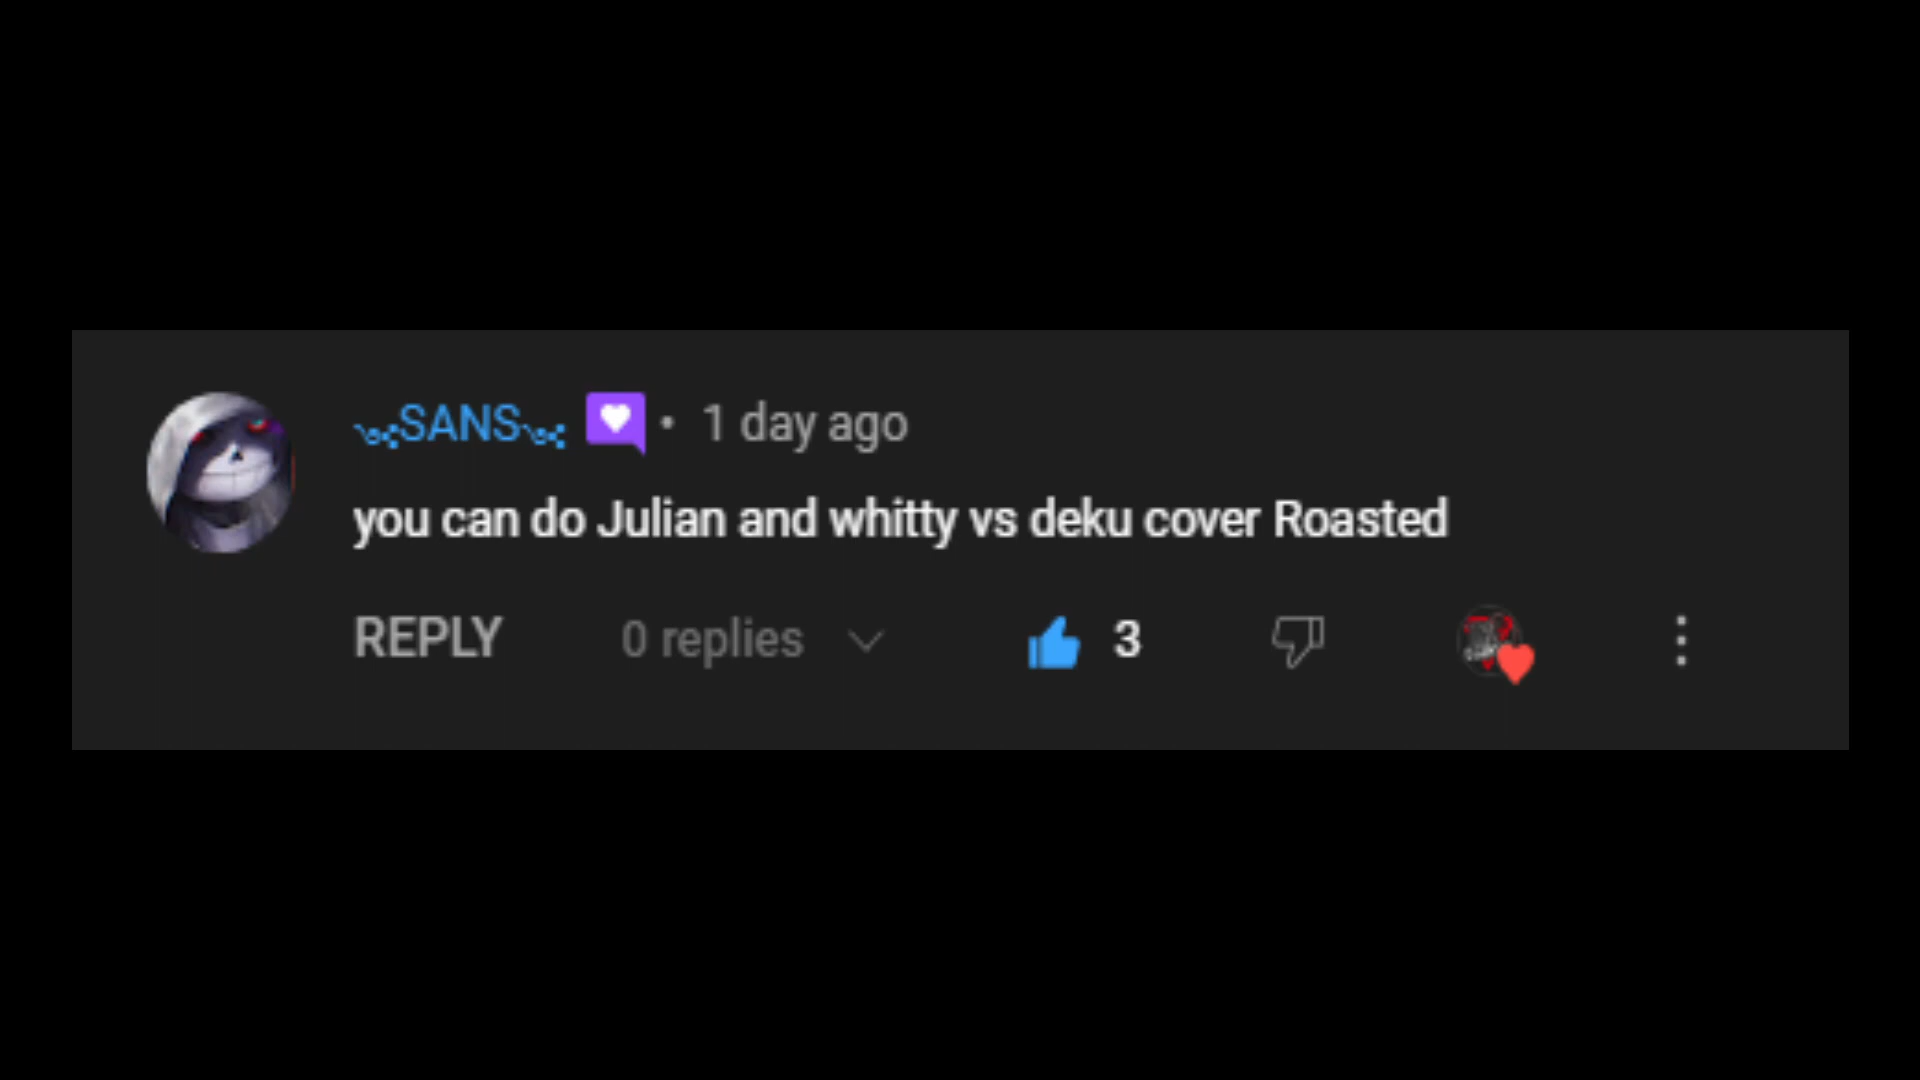 SANS • 1 day ago
you can do Julian and whitty vs deku cover Roasted
REPLY 0 replies 3